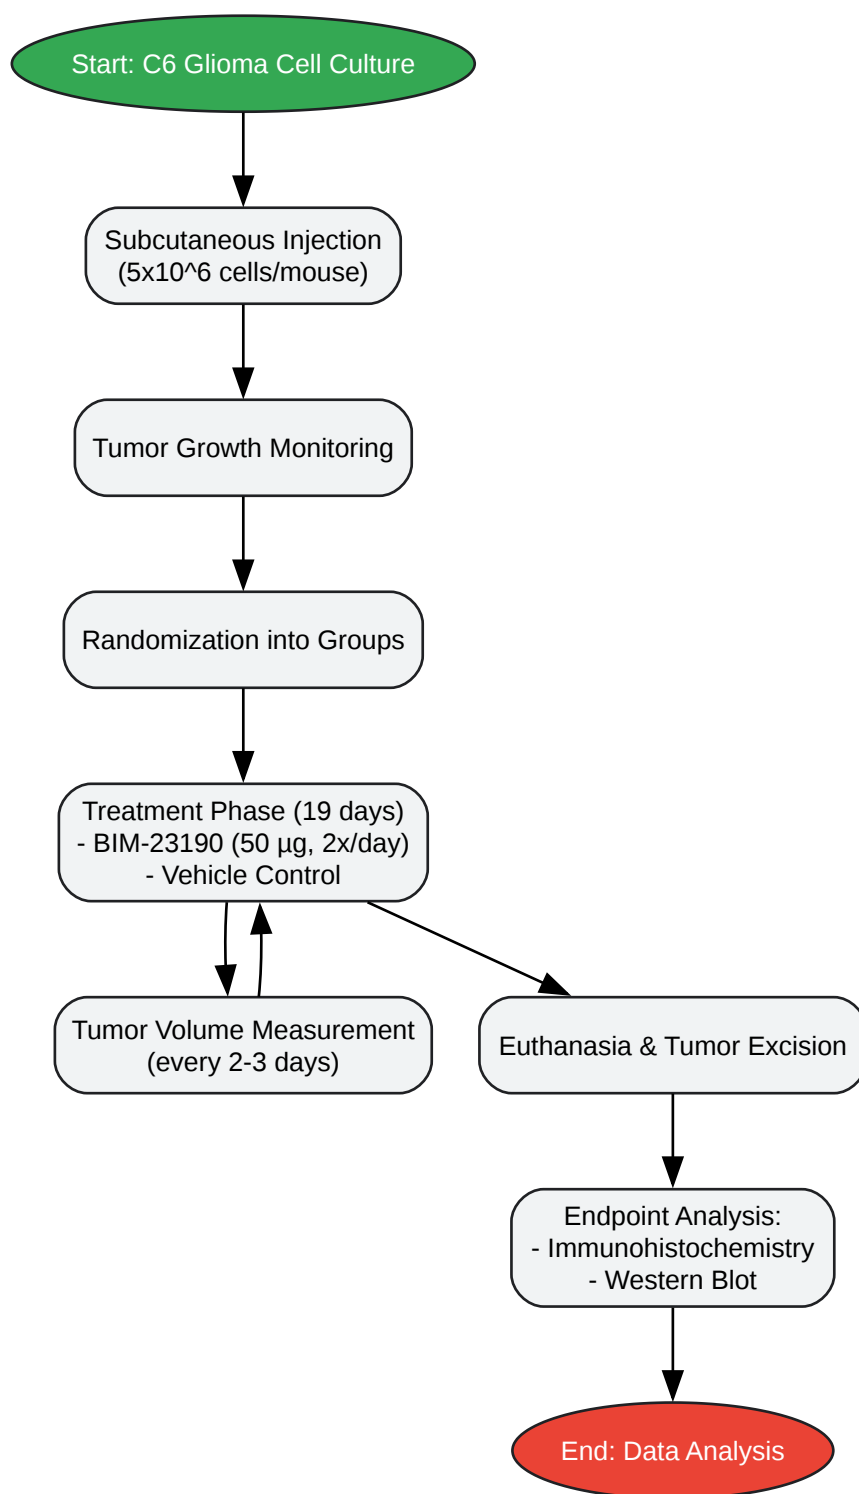 Start: C6 Glioma Cell Culture
Subcutaneous Injection
(5x10^6 cells/mouse)
Tumor Growth Monitoring
Randomization into Groups
Treatment Phase (19 days)
- BIM-23190 (50 µg, 2x/day)
- Vehicle Control
Tumor Volume Measurement
(every 2-3 days)
Euthanasia & Tumor Excision
Endpoint Analysis:
- Immunohistochemistry
- Western Blot
End: Data Analysis